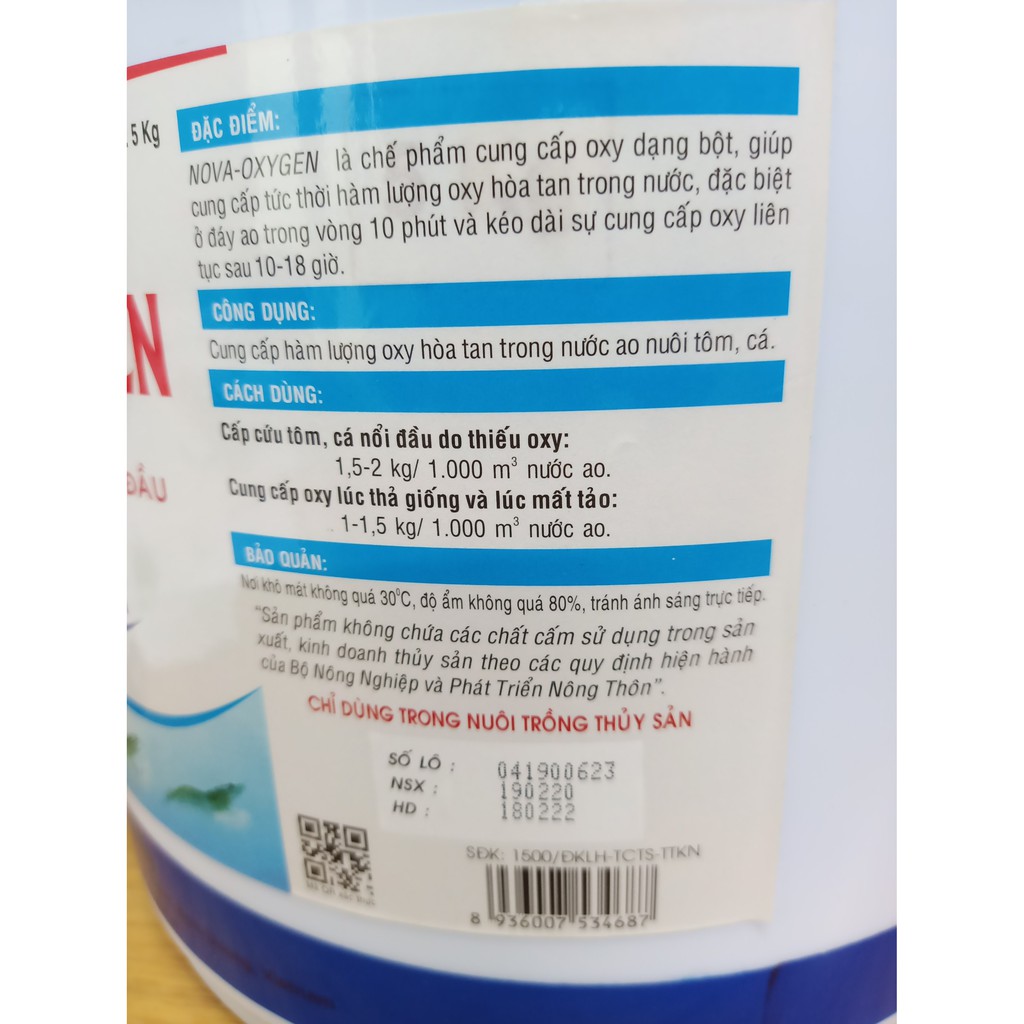 5 Kg
ĐẶC ĐIỂM:
NOVA-OXYGEN là chế phẩm cung cấp oxy dạng bột, giúp
cung cấp tức thời hàm lượng oxy hòa tan trong nước, đặc biệt
ở đáy ao trong vòng 10 phút và kéo dài sự cung cấp oxy liên
tục sau 10-18 giờ.
CÔNG DỤNG:
Cung cấp hàm lượng oxy hòa tan trong nước ao nuôi tôm, cá.
CÁCH DÙNG:
Cấp cứu tôm, cá nổi đầu do thiếu oxy:
1,5-2 kg/ 1.000 m³ nước ao.
ĐẦU
Cung cấp oxy lúc thả giống và lúc mất tảo:
1-1,5 kg/ 1.000 m³ nước ao.
BẢO QUẢN:
Nơi khô mát không quá 30°C, độ ẩm không quá 80%, tránh ánh sáng trực tiếp.
“Sản phẩm không chứa các chất cấm sử dụng trong sản
xuất, kinh doanh thủy sản theo các quy định hiện hành
của Bộ Nông Nghiệp và Phát Triển Nông Thôn”.
CHỈ DÙNG TRONG NUÔI TRỒNG THỦY SẢN
SỐ LÔ : 041900623
NSX : 190220
HD : 180222
SĐK: 1500/ĐKLH-TCTS-TTKN
8 936007 534687